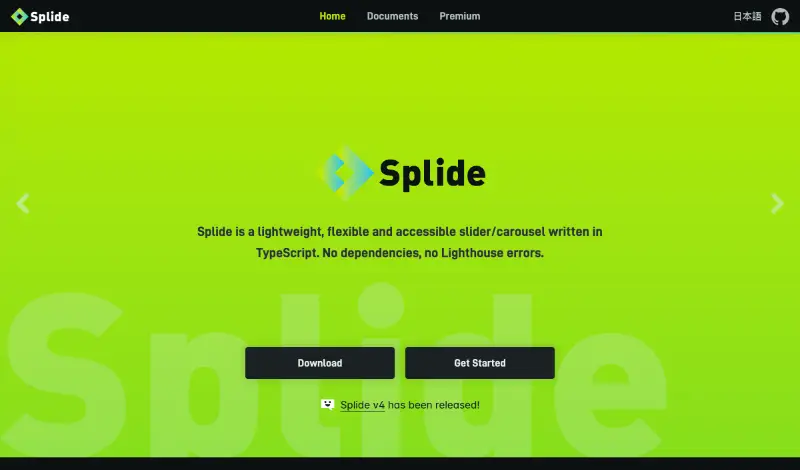 Splide
Home
Documents
Premium
日本語
Splide
Splide is a lightweight, flexible and accessible slider/carousel written in
TypeScript. No dependencies, no Lighthouse errors.
Splide
Download
Get Started
Splide v4 has been released!